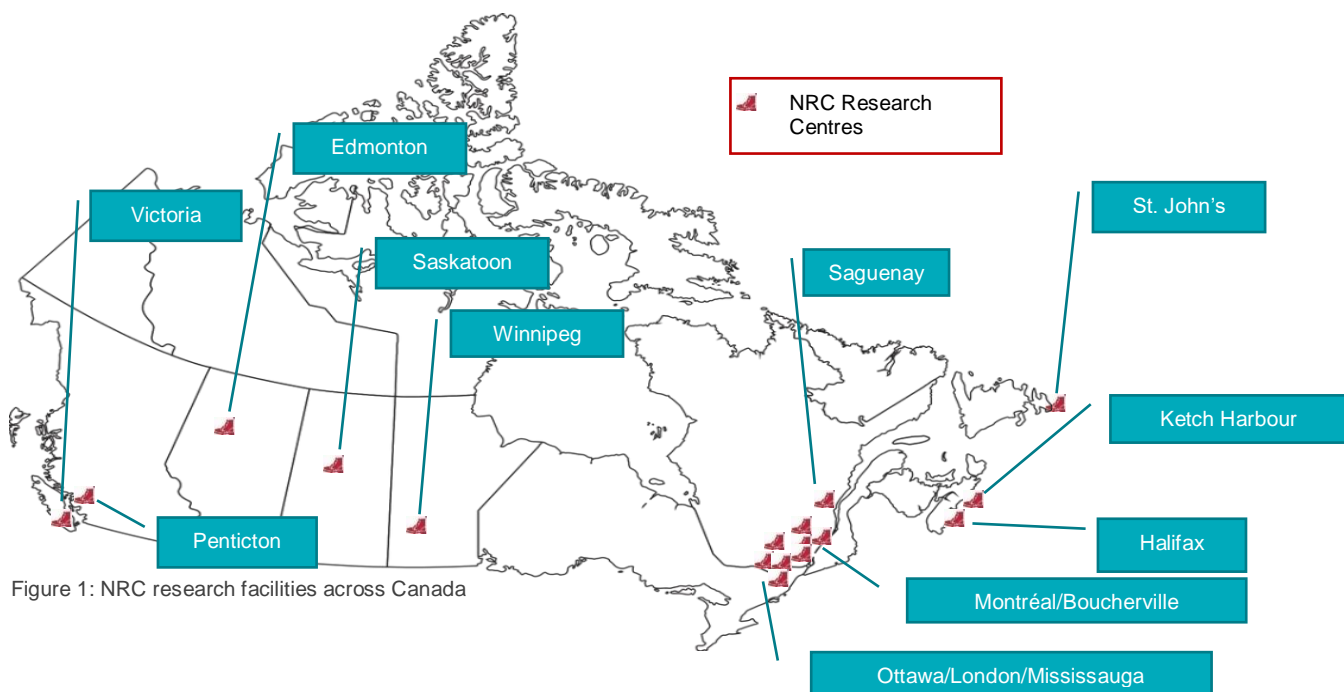 NRC Research
Centres
Edmonton
Victoria
St. John’s
Saskatoon
Saguenay
Winnipeg
Ketch Harbour
Penticton
Halifax
Figure 1: NRC research facilities across Canada
Montréal/Boucherville
Ottawa/London/Mississauga